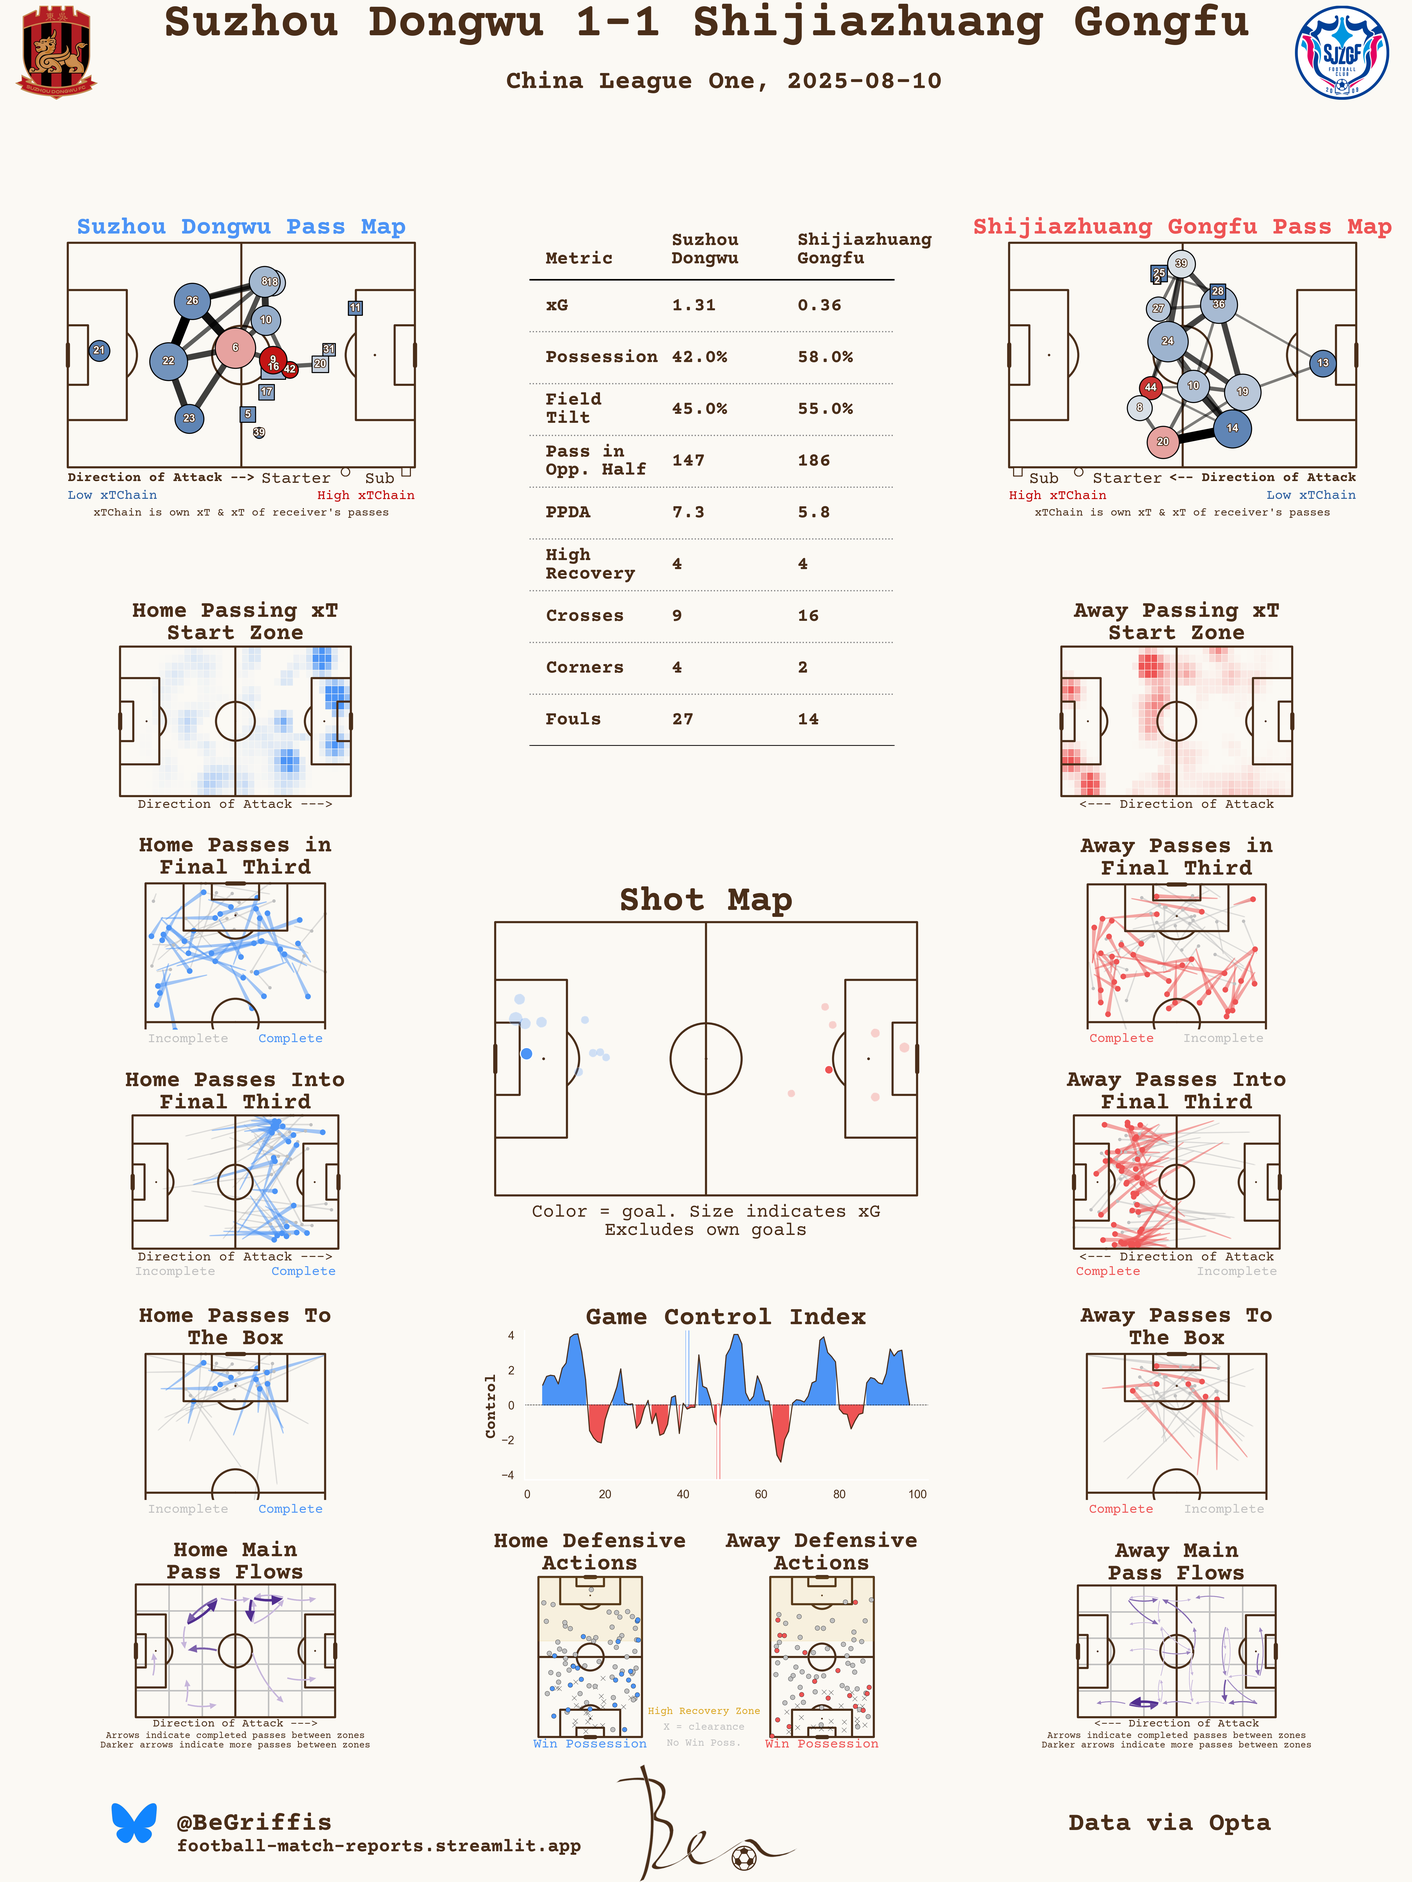 Suzhou Dongwu 1-1 Shijiazhuang Gongfu
China League One, 2025-08-10
SUZHOU DONGWU FC
SJZGF
FOOTBALL
CLUB
Suzhou Dongwu Pass Map
21
26
22
23
6
8
18
10
9
16
42
17
5
39
20
31
11
Direction of Attack --> Starter Sub
Low xTChain High xTChain
xTChain is own xT & xT of receiver's passes
Metric Suzhou Dongwu Shijiazhuang Gongfu
xG 1.31 0.36
Possession 42.0% 58.0%
Field Tilt 45.0% 55.0%
Pass in Opp. Half 147 186
PPDA 7.3 5.8
High Recovery 4 4
Crosses 9 16
Corners 4 2
Fouls 27 14
Shijiazhuang Gongfu Pass Map
39
25
2
28
36
27
24
13
44
10
19
8
14
20
Sub Starter <-- Direction of Attack
High xTChain Low xTChain
xTChain is own xT & xT of receiver's passes
Home Passing xT
Start Zone
Direction of Attack --->
Away Passing xT
Start Zone
<--- Direction of Attack
Home Passes in
Final Third
Incomplete Complete
Away Passes in
Final Third
Complete Incomplete
Shot Map
Color = goal. Size indicates xG
Excludes own goals
Home Passes Into
Final Third
Direction of Attack --->
Incomplete Complete
Away Passes Into
Final Third
<--- Direction of Attack
Complete Incomplete
Home Passes To
The Box
Incomplete Complete
Game Control Index
Control
4
2
0
−2
−4
0 20 40 60 80 100
Away Passes To
The Box
Complete Incomplete
Home Main
Pass Flows
Direction of Attack --->
Arrows indicate completed passes between zones
Darker arrows indicate more passes between zones
Home Defensive
Actions
Win Possession
Away Defensive
Actions
Win Possession
High Recovery Zone
X = clearance
No Win Poss.
Away Main
Pass Flows
<--- Direction of Attack
Arrows indicate completed passes between zones
Darker arrows indicate more passes between zones
@BeGriffis
football-match-reports.streamlit.app
Ben
Data via Opta